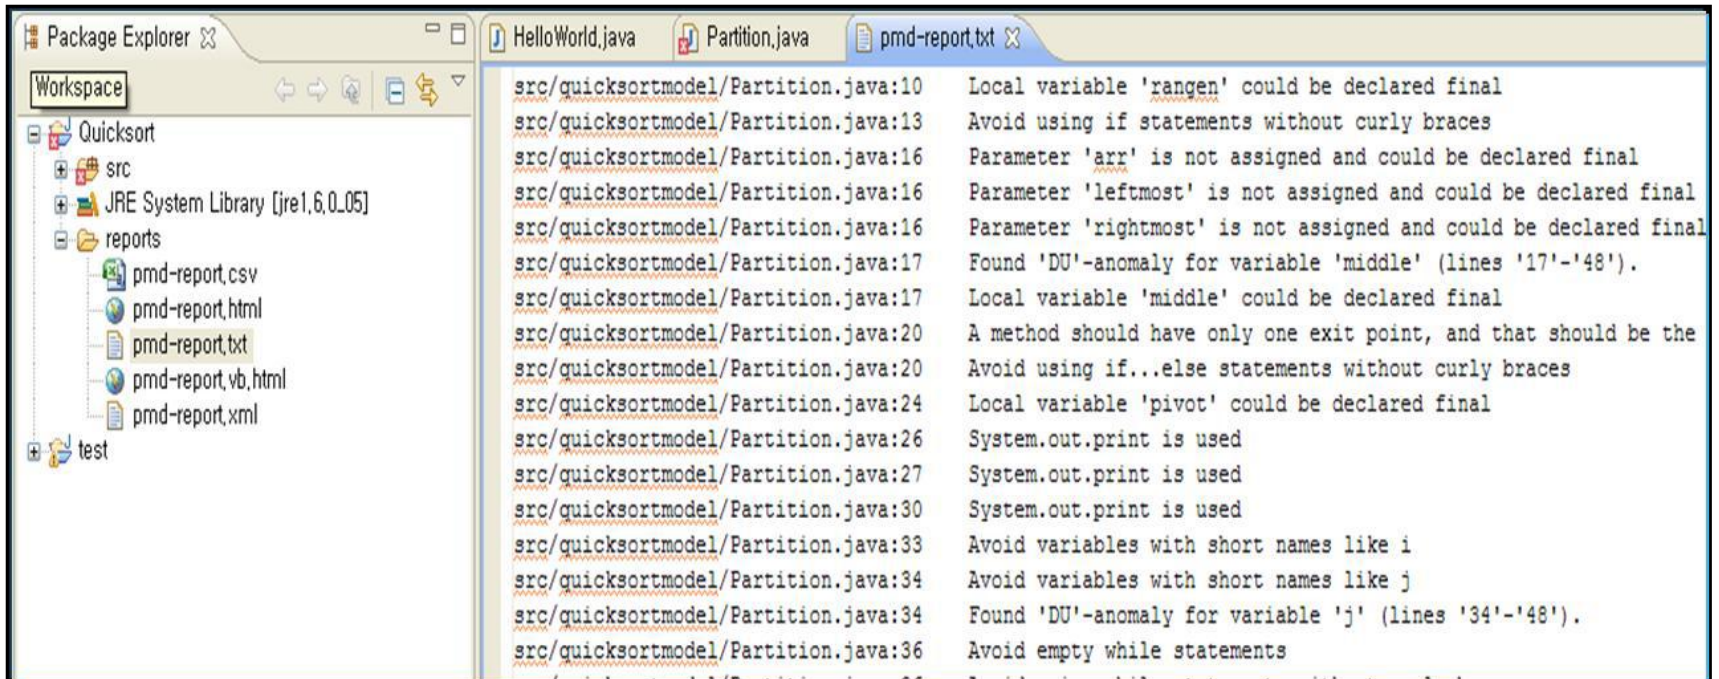 Package Explorer
Workspace
Quicksort
src
JRE System Library [jre1.6.0_05]
reports
pmd-report.csv
pmd-report.html
pmd-report.txt
pmd-report.vb.html
pmd-report.xml
test
HelloWorld.java Partition.java pmd-report.txt
src/quicksortmodel/Partition.java:10 Local variable 'rangen' could be declared final
src/quicksortmodel/Partition.java:13 Avoid using if statements without curly braces
src/quicksortmodel/Partition.java:16 Parameter 'arr' is not assigned and could be declared final
src/quicksortmodel/Partition.java:16 Parameter 'leftmost' is not assigned and could be declared final
src/quicksortmodel/Partition.java:16 Parameter 'rightmost' is not assigned and could be declared final
src/quicksortmodel/Partition.java:17 Found 'DU'-anomaly for variable 'middle' (lines '17'-'48').
src/quicksortmodel/Partition.java:17 Local variable 'middle' could be declared final
src/quicksortmodel/Partition.java:20 A method should have only one exit point, and that should be the
src/quicksortmodel/Partition.java:20 Avoid using if...else statements without curly braces
src/quicksortmodel/Partition.java:24 Local variable 'pivot' could be declared final
src/quicksortmodel/Partition.java:26 System.out.print is used
src/quicksortmodel/Partition.java:27 System.out.print is used
src/quicksortmodel/Partition.java:30 System.out.print is used
src/quicksortmodel/Partition.java:33 Avoid variables with short names like i
src/quicksortmodel/Partition.java:34 Avoid variables with short names like j
src/quicksortmodel/Partition.java:34 Found 'DU'-anomaly for variable 'j' (lines '34'-'48').
src/quicksortmodel/Partition.java:36 Avoid empty while statements